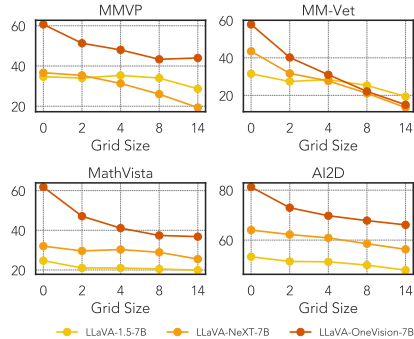 MMVP
MM-Vet
60
40
20
0 2 4 8 14
Grid Size
60
40
20
0 2 4 8 14
Grid Size
MathVista
AI2D
60
40
20
0 2 4 8 14
Grid Size
80
60
0 2 4 8 14
Grid Size
LLaVA-1.5-7B LLaVA-NeXT-7B LLaVA-OneVision-7B